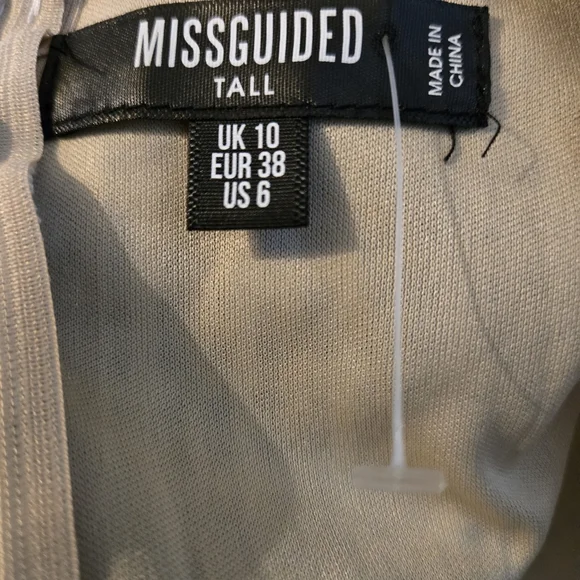 MISSGUIDED
TALL
MADE IN
CHINA
UK 10
EUR 38
US 6